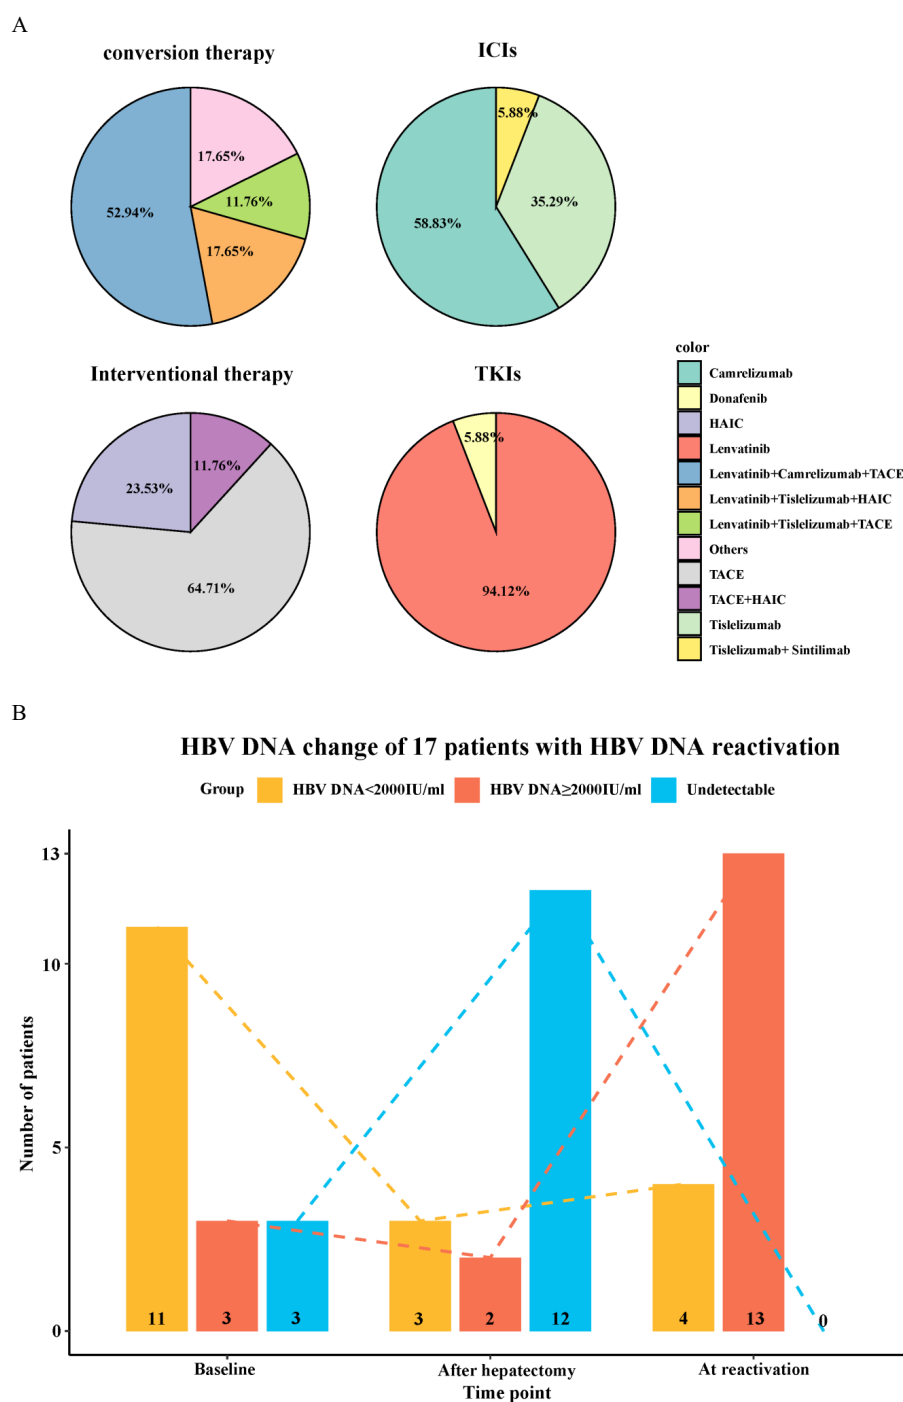 A
conversion therapy
ICIs
17.65%
11.76%
17.65%
52.94%
5.88%
35.29%
58.83%
Interventional therapy
TKIs
11.76%
23.53%
64.71%
5.88%
94.12%
color
Camrelizumab
Donafenib
HAIC
Lenvatinib
Lenvatinib+Camrelizumab+TACE
Lenvatinib+Tislelizumab+HAIC
Lenvatinib+Tislelizumab+TACE
Others
TACE
TACE+HAIC
Tislelizumab
Tislelizumab+ Sintilimab
B
HBV DNA change of 17 patients with HBV DNA reactivation
Group HBV DNA<2000IU/ml HBV DNA≥2000IU/ml Undetectable
Number of patients
13
10
5
0
11 3 3 3 2 12 4 13 0
Baseline After hepatectomy At reactivation
Time point